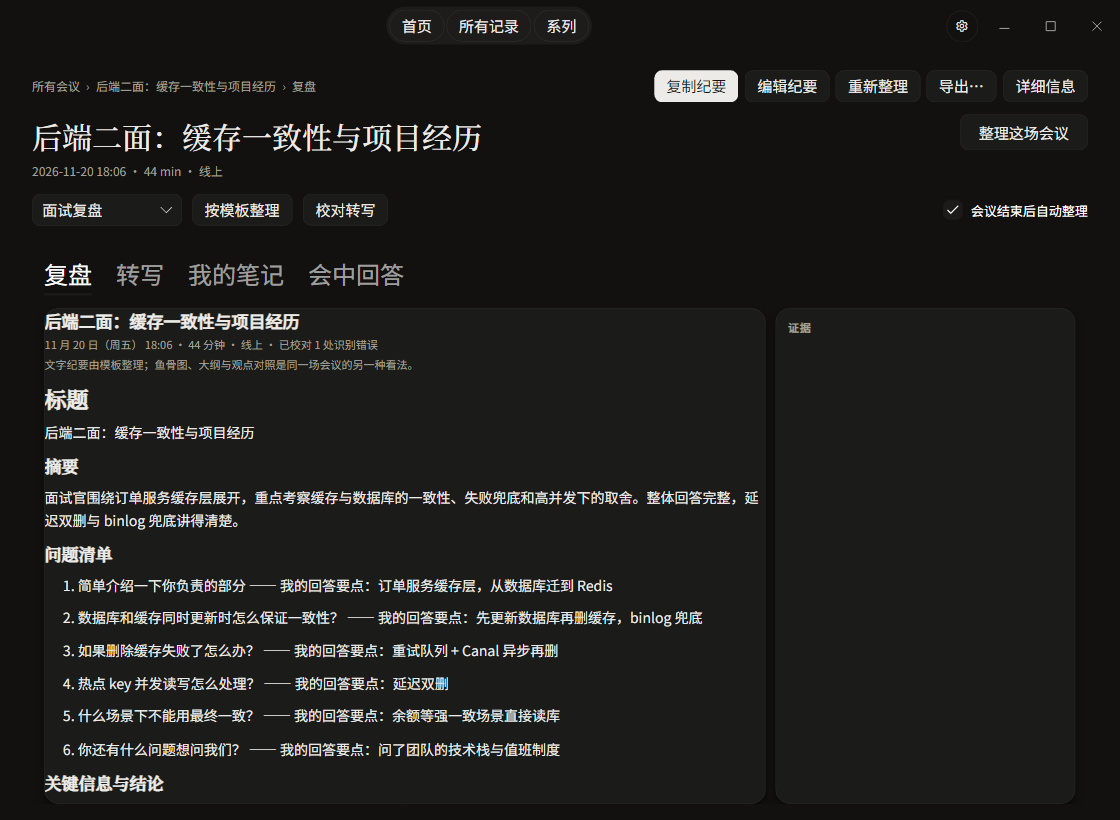 首页 所有记录 系列
所有会议 › 后端二面：缓存一致性与项目经历 › 复盘
复制纪要 编辑纪要 重新整理 导出··· 详细信息
后端二面：缓存一致性与项目经历
整理这场会议
2026-11-20 18:06 · 44 min · 线上
面试复盘 按模板整理 校对转写
会议结束后自动整理
复盘 转写 我的笔记 会中回答
后端二面：缓存一致性与项目经历
11 月 20 日（周五） 18:06 · 44 分钟 · 线上 · 已校对 1 处识别错误
文字纪要由模板整理；鱼骨图、大纲与观点对照是同一场会议的另一种看法。
标题
后端二面：缓存一致性与项目经历
摘要
面试官围绕订单服务缓存层展开，重点考察缓存与数据库的一致性、失败兜底和高并发下的取舍。整体回答完整，延
迟双删与 binlog 兜底讲得清楚。
问题清单
1. 简单介绍一下你负责的部分 —— 我的回答要点：订单服务缓存层，从数据库迁到 Redis
2. 数据库和缓存同时更新时怎么保证一致性？ —— 我的回答要点：先更新数据库再删缓存，binlog 兜底
3. 如果删除缓存失败了怎么办？ —— 我的回答要点：重试队列 + Canal 异步再删
4. 热点 key 并发读写怎么处理？ —— 我的回答要点：延迟双删
5. 什么场景下不能用最终一致？ —— 我的回答要点：余额等强一致场景直接读库
6. 你还有什么问题想问我们？ —— 我的回答要点：问了团队的技术栈与值班制度
关键信息与结论
证据